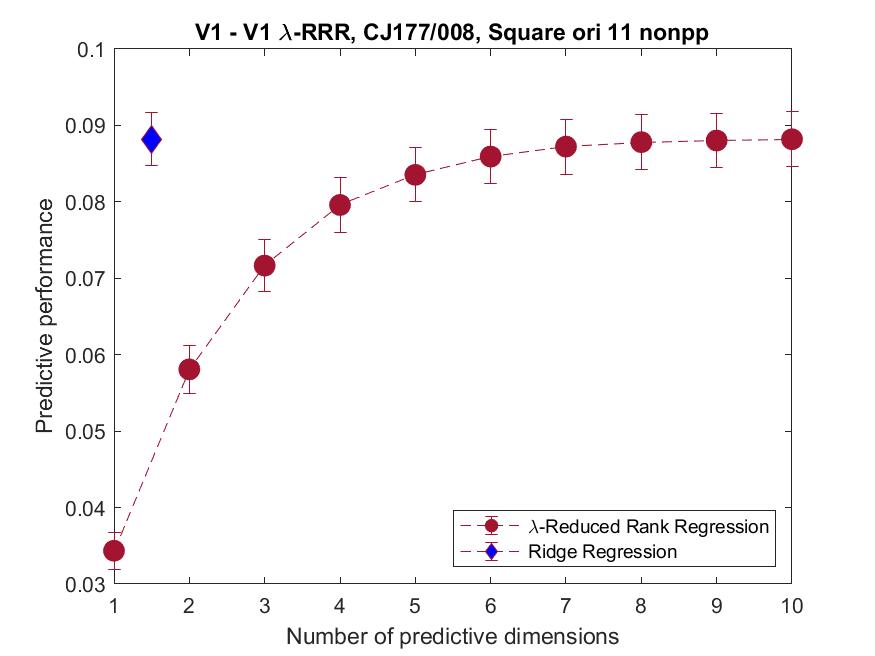 V1 - V1 λ-RRR, CJ177/008, Square ori 11 nonpp
0.1
0.09
0.08
0.07
0.06
0.05
0.04
0.03
Predictive performance
λ-Reduced Rank Regression
Ridge Regression
1 2 3 4 5 6 7 8 9 10
Number of predictive dimensions